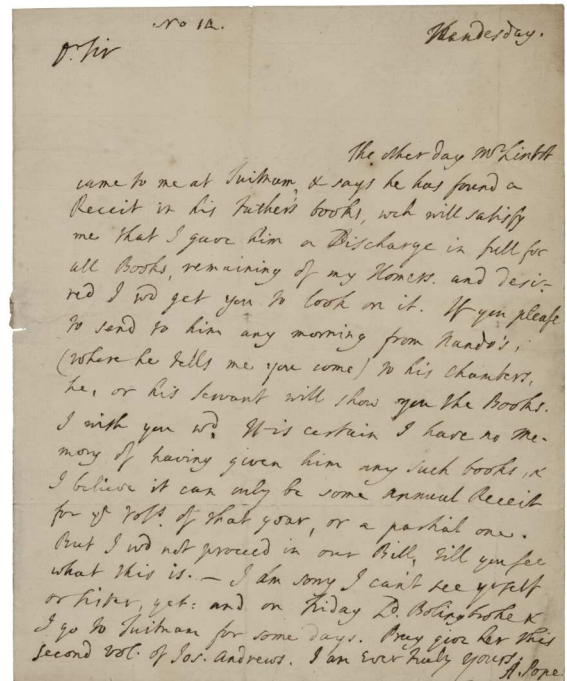 No 12.
Wendesday.
Dr. Sir
The other day Mr Lintot
came to me at Twitnam, & says he has found a
Receit in his Father's books, wch will satisfy
me that I gave him a Discharge in full for
all Books, remaining of my Homers. and desi-
red I wd get you to look on it. If you please
to send to him any morning from Nando's,
(where he tells me you come) to his Chambers,
he, or his Servant will show you the Books.
I wish you wd. It is certain I have no me-
mory of having given him any such books, &
I believe it can only be some annual Receit
for ye Vols. of that year, or a partial one.
But I wd not proceed in our Bill, till you see
what this is. — I am sorry I can't see yrself
or Sister, yet: and on Friday Ld. Bolingbroke &
I go to Twitnam for some days. Pray give her this
second vol. of Jos. Andrews. I am Ever truly yours,
A. Pope